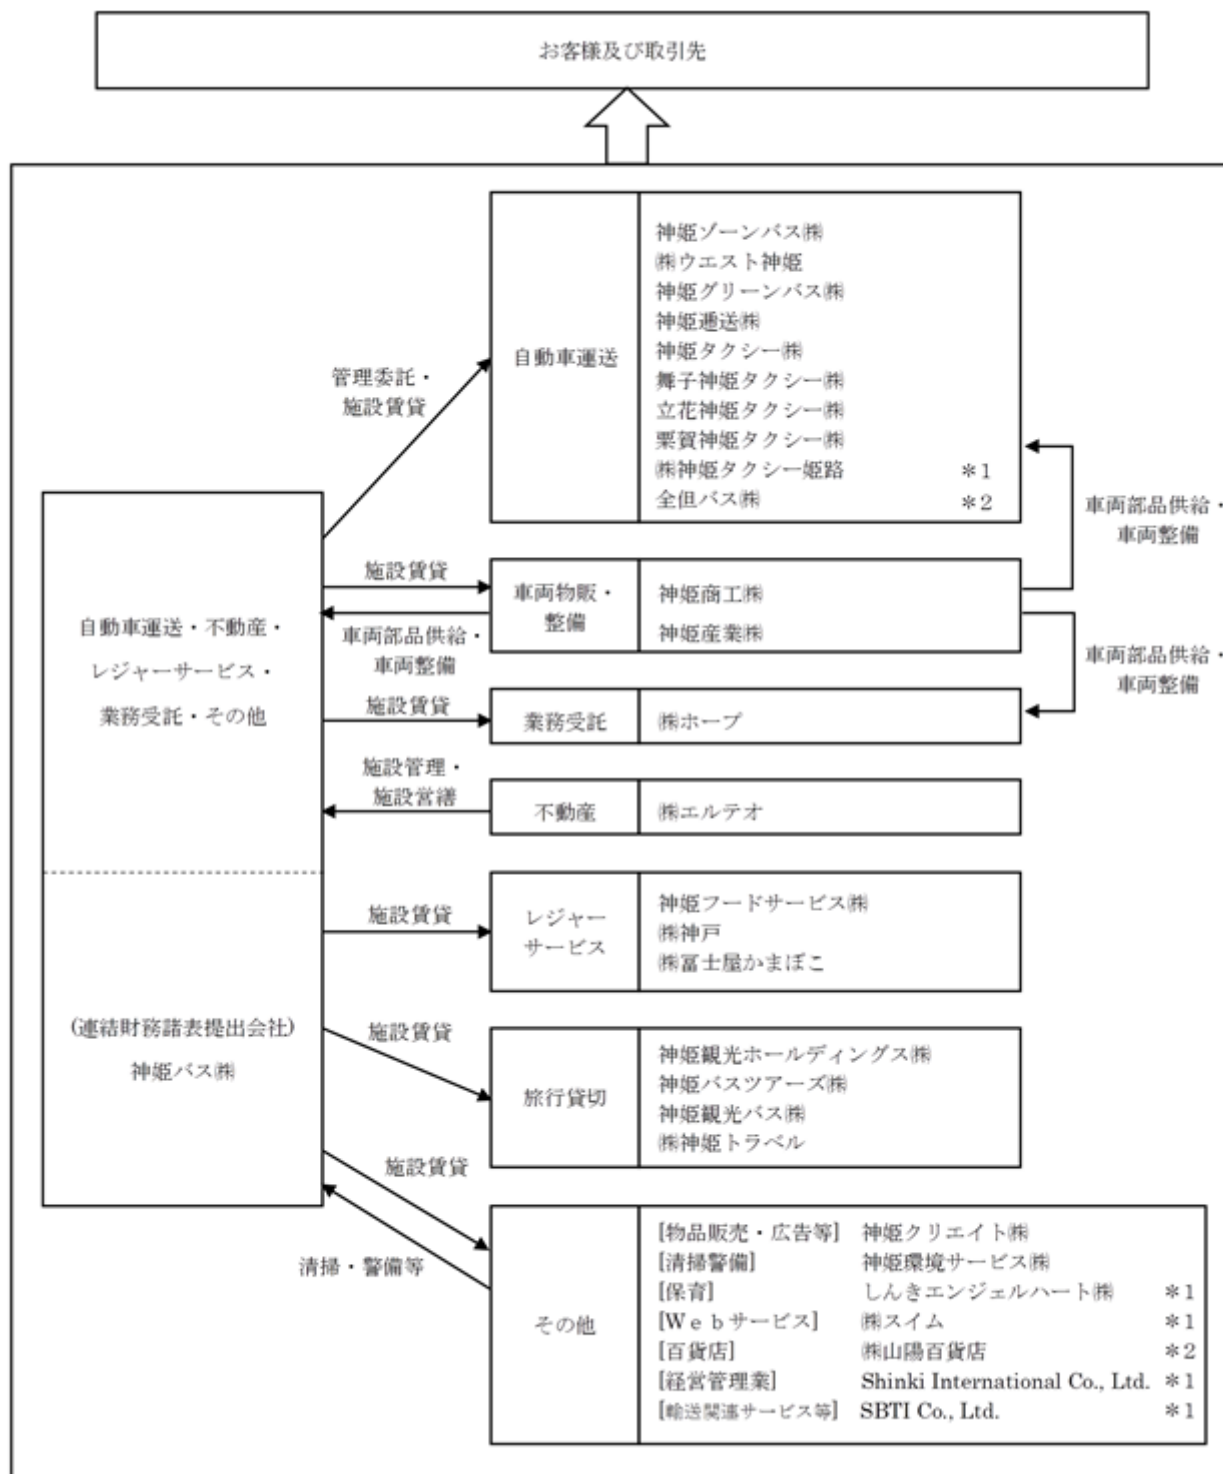 お客様及び取引先
自動車運送
神姫ゾーンバス㈱
㈱ウエスト神姫
神姫グリーンバス㈱
神姫逓送㈱
神姫タクシー㈱
舞子神姫タクシー㈱
立花神姫タクシー㈱
粟賀神姫タクシー㈱
㈱神姫タクシー姫路 ＊1
全但バス㈱ ＊2
管理委託・
施設賃貸
車両部品供給・
車両整備
施設賃貸
車両物販・
整備
神姫商工㈱
神姫産業㈱
車両部品供給・
車両整備
車両部品供給・
車両整備
自動車運送・不動産・
レジャーサービス・
業務受託・その他
施設賃貸
業務受託
㈱ホープ
施設管理・
施設営繕
不動産
㈱エルテオ
施設賃貸
レジャー
サービス
神姫フードサービス㈱
㈱神戸
㈱冨士屋かまぼこ
(連結財務諸表提出会社)
神姫バス㈱
施設賃貸
旅行貸切
神姫観光ホールディングス㈱
神姫バスツアーズ㈱
神姫観光バス㈱
㈱神姫トラベル
施設賃貸
清掃・警備等
その他
[物品販売・広告等] 神姫クリエイト㈱
[清掃警備] 神姫環境サービス㈱
[保育] しんきエンジェルハート㈱ ＊1
[Ｗｅｂサービス] ㈱スイム ＊1
[百貨店] ㈱山陽百貨店 ＊2
[経営管理業] Shinki International Co., Ltd. ＊1
[輸送関連サービス等] SBTI Co., Ltd. ＊1